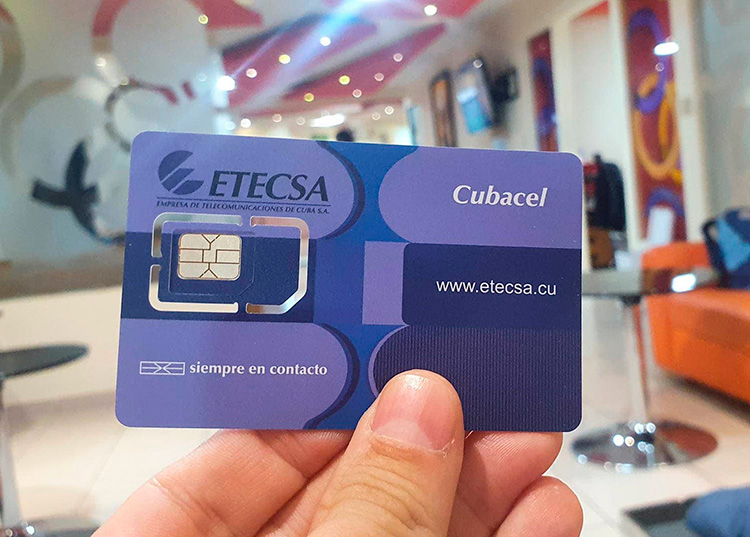 ETECSA
EMPRESA DE TELECOMUNICACIONES DE CUBA S.A.
Cubacel
www.etecsa.cu
siempre en contacto